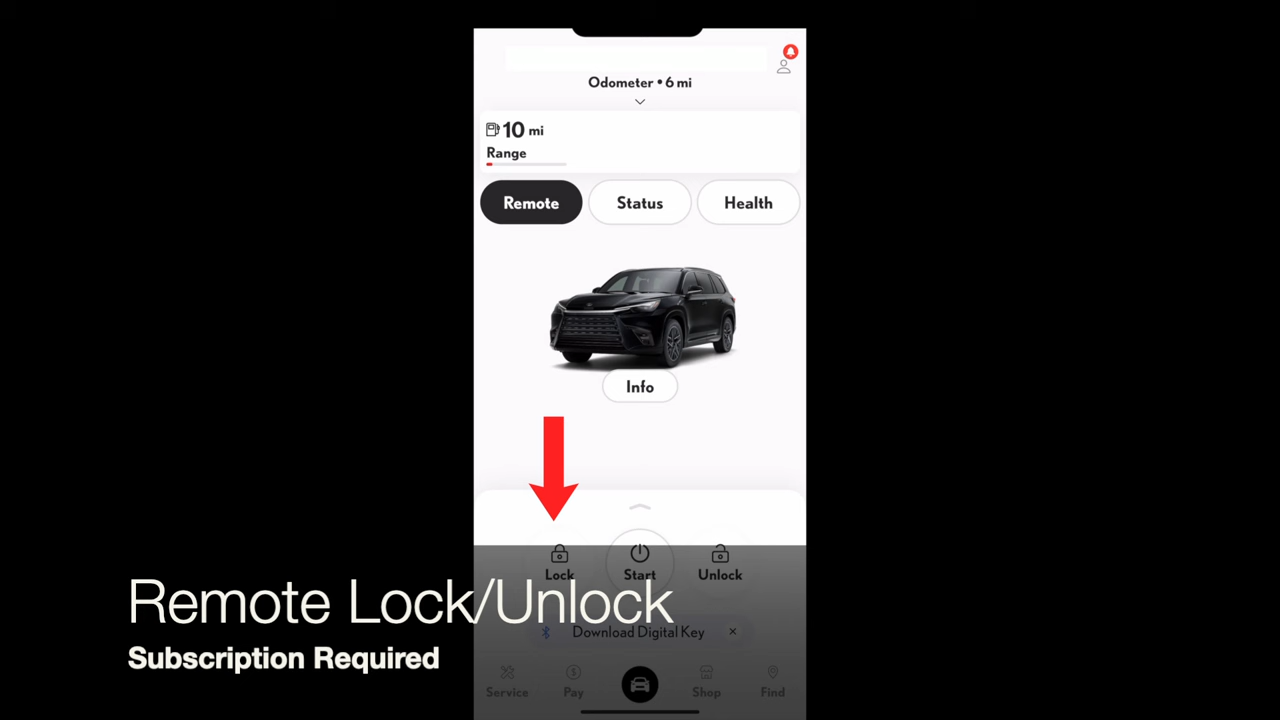 Odometer • 6 mi
10 mi
Range
Remote Status Health
Info
Lock Start Unlock
Remote Lock/Unlock
Download Digital Key ×
Subscription Required
Service Pay Shop Find